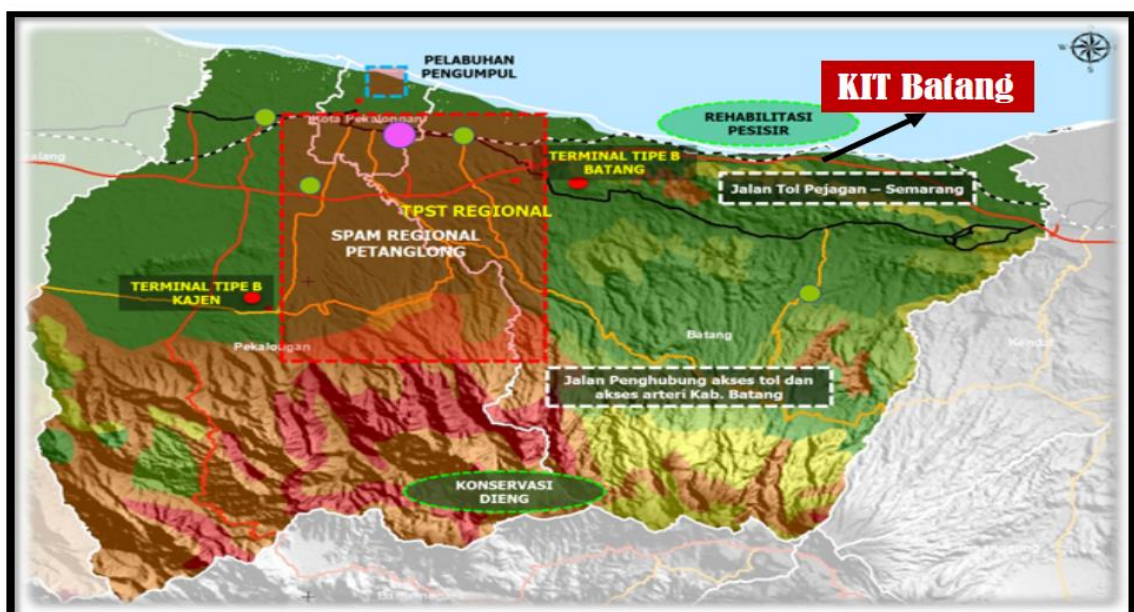 PELABUHAN
PENGUMPUL
KIT Batang
REHABILITASI
PESISIR
Kota Pekalongan
TERMINAL TIPE B
BATANG
Jalan Tol Pejagan – Semarang
TPST REGIONAL
SPAM REGIONAL
PETANGLONG
TERMINAL TIPE B
KAJEN
Pekalongan
Batang
Kendal
Jalan Penghubung akses tol dan
akses arteri Kab. Batang
KONSERVASI
DIENG